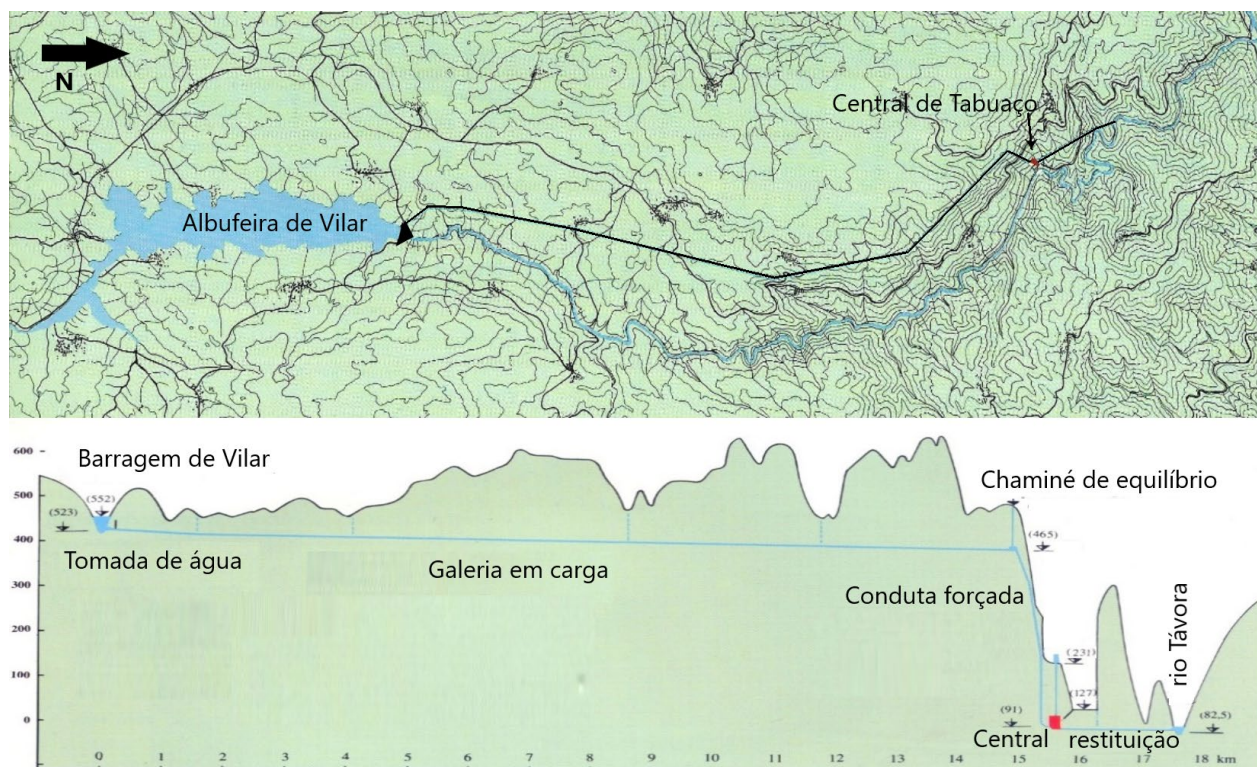 N
Central de Tabuaço
Albufeira de Vilar
600
500
400
300
200
100
0
Barragem de Vilar
(552)
(523)
Tomada de água
Galeria em carga
Chaminé de equilíbrio
(465)
Conduta forçada
(231)
(127)
(91)
(82,5)
rio Távora
Central
restituição
0 1 2 3 4 5 6 7 8 9 10 11 12 13 14 15 16 17 18 km